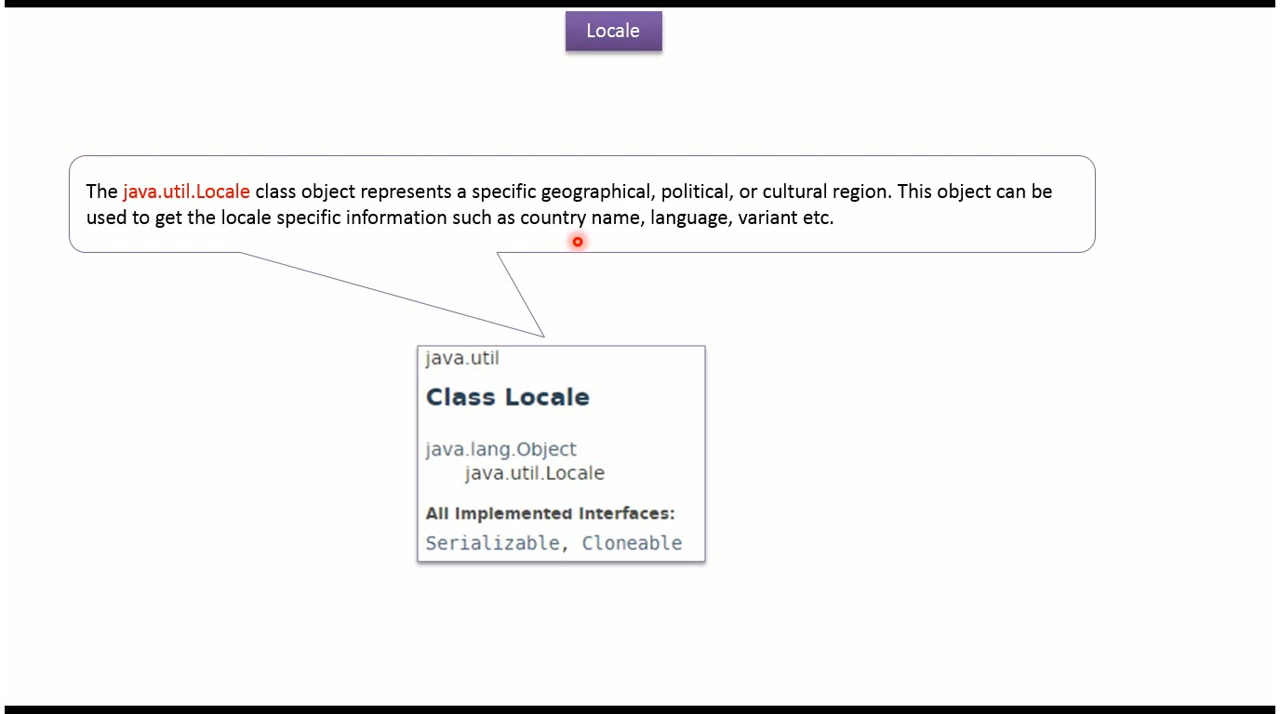 Locale
The java.util.Locale class object represents a specific geographical, political, or cultural region. This object can be
used to get the locale specific information such as country name, language, variant etc.
java.util
Class Locale
java.lang.Object
java.util.Locale
All Implemented Interfaces:
Serializable, Cloneable